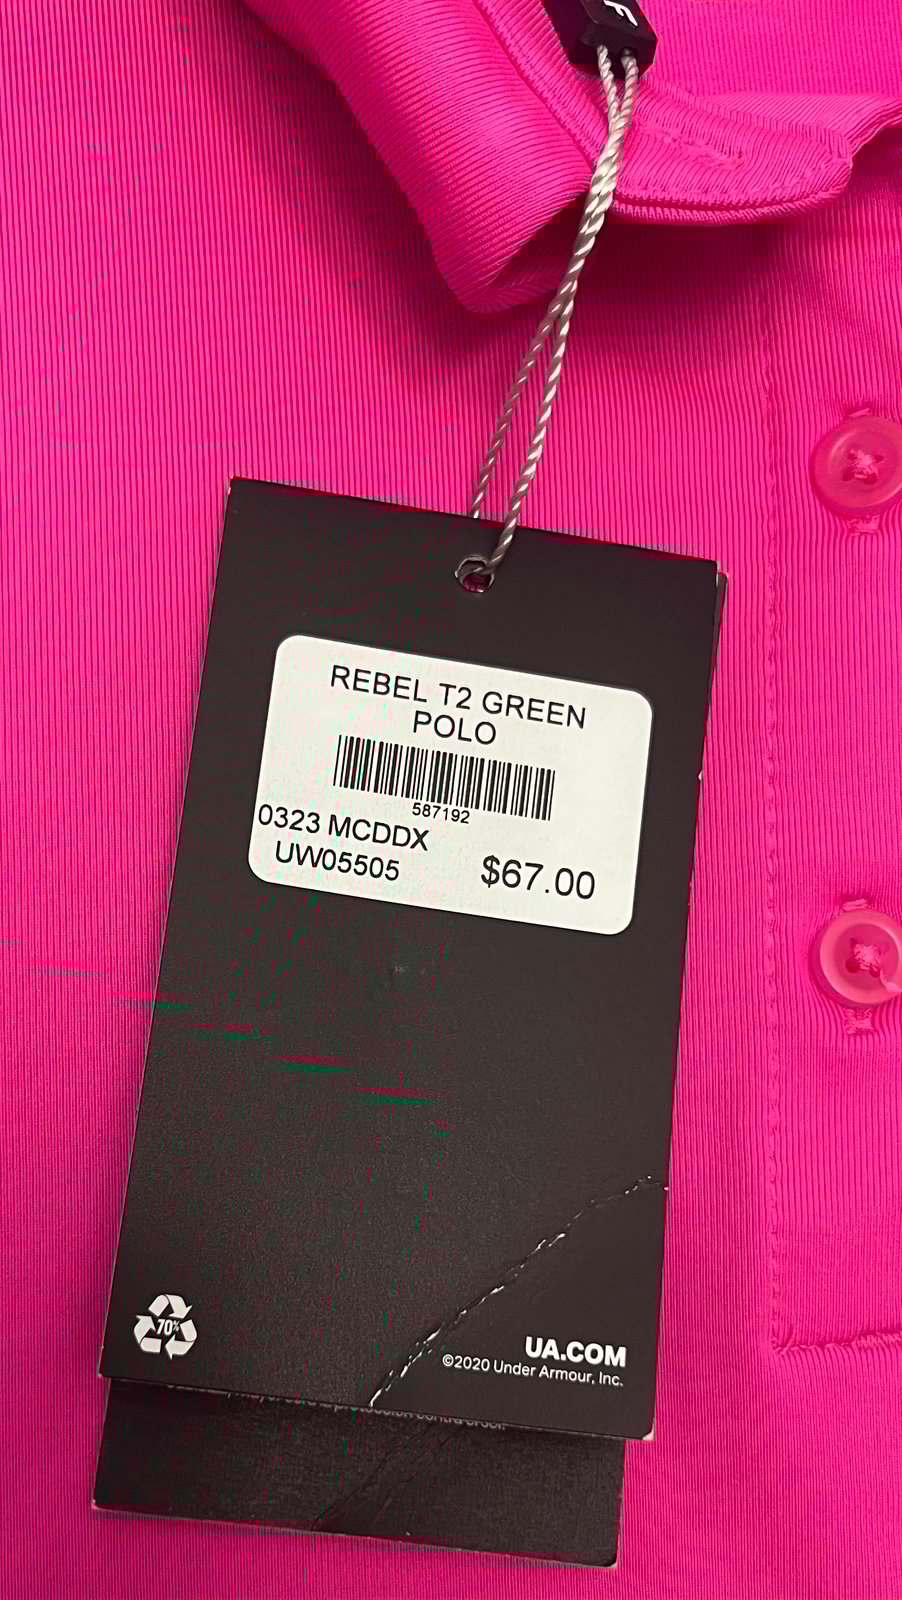 REBEL T2 GREEN
POLO
587192
0323 MCDDX
UW05505
$67.00
70%
UA.COM
©2020 Under Armour, Inc.